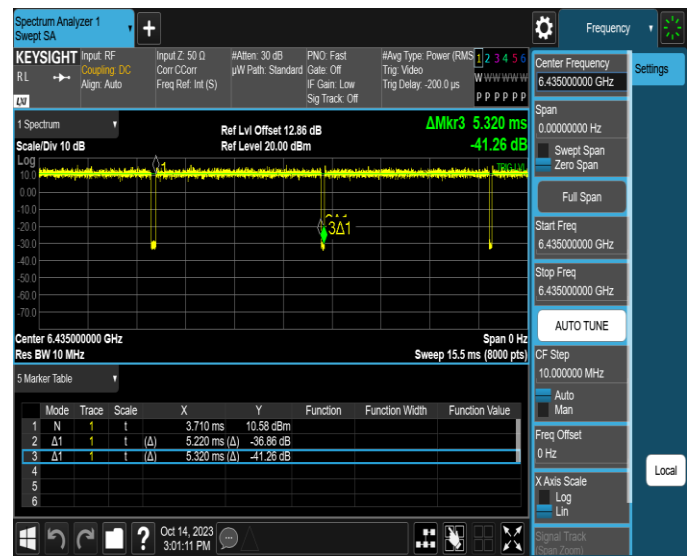 Spectrum Analyzer 1
Swept SA
Frequency
KEYSIGHT
RL
LXI
Input: RF
Coupling: DC
Align: Auto
Input Z: 50 Ω
Corr CCorr
Freq Ref: Int (S)
#Atten: 30 dB
µW Path: Standard
PNO: Fast
Gate: Off
IF Gain: Low
Sig Track: Off
#Avg Type: Power (RMS
Trig: Video
Trig Delay: -200.0 µs
1 2 3 4 5 6
W W W W W W
P P P P P P
Center Frequency
6.435000000 GHz
Settings
1 Spectrum
Scale/Div 10 dB
Ref Lvl Offset 12.86 dB
Ref Level 20.00 dBm
ΔMkr3 5.320 ms
-41.26 dB
Log
10.0
0.00
-10.0
-20.0
-30.0
-40.0
-50.0
-60.0
-70.0
1
TRIG LVL
3Δ1
Center 6.435000000 GHz
Res BW 10 MHz
Span 0 Hz
Sweep 15.5 ms (8000 pts)
Span
0.00000000 Hz
Swept Span
Zero Span
Full Span
Start Freq
6.435000000 GHz
Stop Freq
6.435000000 GHz
AUTO TUNE
CF Step
10.000000 MHz
Auto
Man
Freq Offset
0 Hz
X Axis Scale
Log
Lin
Signal Track
(Span Zoom)
Local
5 Marker Table
Mode Trace Scale X Y Function Function Width Function Value
1 N 1 t 3.710 ms 10.58 dBm
2 Δ1 1 t (Δ) 5.220 ms (Δ) -36.86 dB
3 Δ1 1 t (Δ) 5.320 ms (Δ) -41.26 dB
4
5
6
?
Oct 14, 2023
3:01:11 PM